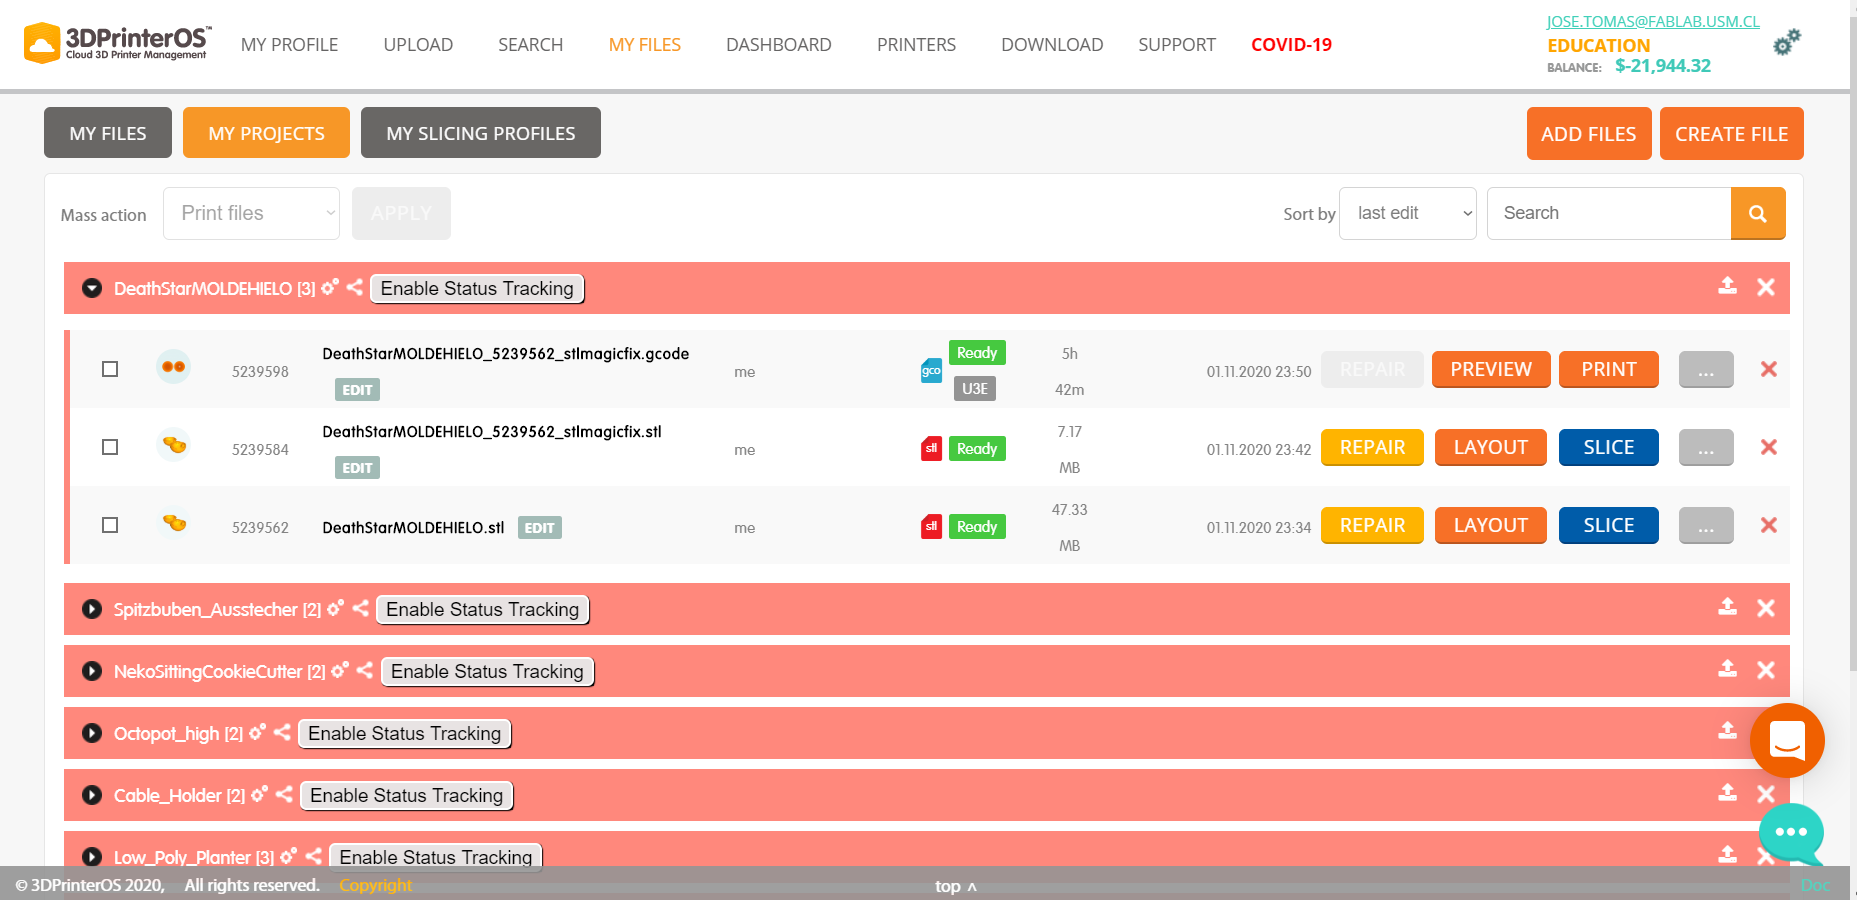 3DPrinterOS™
Cloud 3D Printer Management
MY PROFILE UPLOAD SEARCH MY FILES DASHBOARD PRINTERS DOWNLOAD SUPPORT COVID-19
JOSE.TOMAS@FABLAB.USM.CL
EDUCATION
BALANCE: $-21,944.32
MY FILES MY PROJECTS MY SLICING PROFILES ADD FILES CREATE FILE
Mass action Print files APPLY Sort by last edit Search
DeathStarMOLDEHIELO [3] Enable Status Tracking
DeathStarMOLDEHIELO_5239562_stlmagicfix.gcode Ready 5h
5239598 me gco 01.11.2020 23:50 REPAIR PREVIEW PRINT ...
EDIT U3E 42m
DeathStarMOLDEHIELO_5239562_stlmagicfix.stl 7.17
5239584 me stl Ready 01.11.2020 23:42 REPAIR LAYOUT SLICE ...
EDIT MB
47.33
5239562 DeathStarMOLDEHIELO.stl EDIT me stl Ready 01.11.2020 23:34 REPAIR LAYOUT SLICE ...
MB
Spitzbuben_Ausstecher [2] Enable Status Tracking
NekoSittingCookieCutter [2] Enable Status Tracking
Octopot_high [2] Enable Status Tracking
Cable_Holder [2] Enable Status Tracking
Low_Poly_Planter [3] Enable Status Tracking
© 3DPrinterOS 2020, All rights reserved. Copyright top ˄ Doc